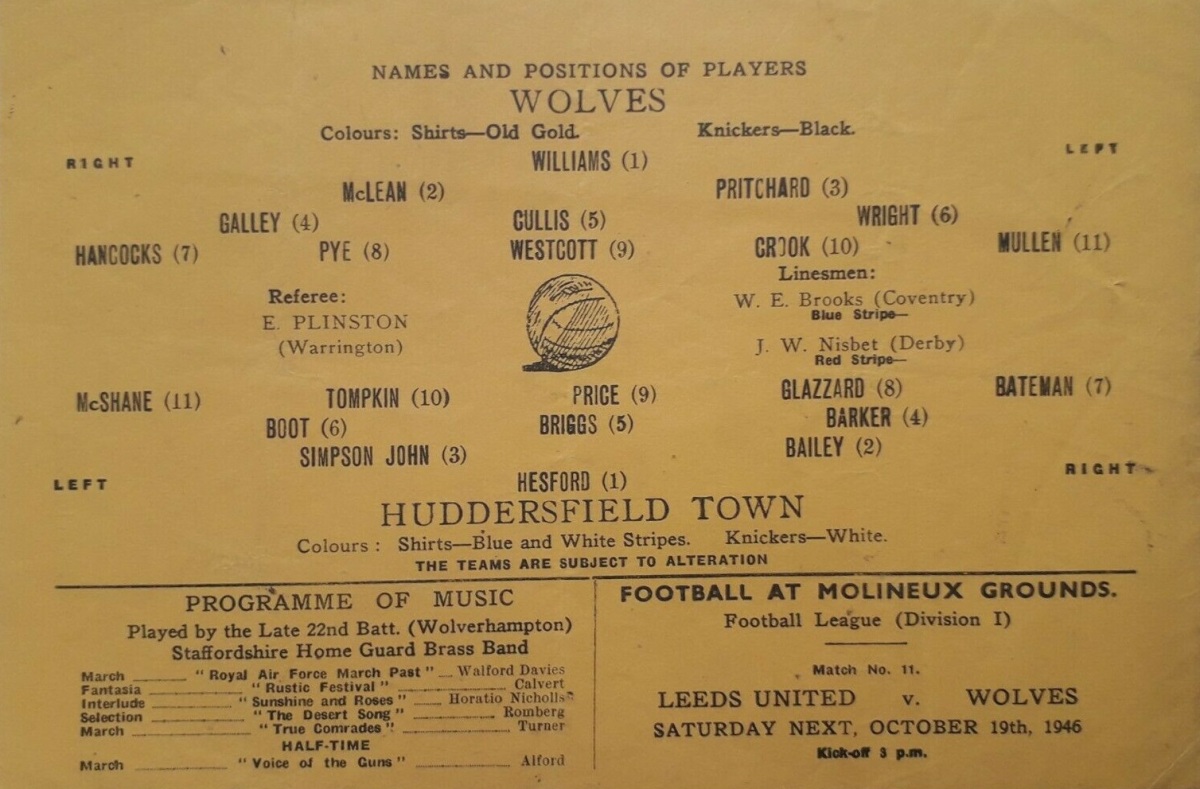 NAMES AND POSITIONS OF PLAYERS
WOLVES
Colours: Shirts—Old Gold. Knickers—Black.
RIGHT WILLIAMS (1) LEFT
McLEAN (2) PRITCHARD (3)
GALLEY (4) CULLIS (5) WRIGHT (6)
HANCOCKS (7) PYE (8) WESTCOTT (9) CROOK (10) MULLEN (11)
Referee:
E. PLINSTON
(Warrington)
Linesmen:
W. E. Brooks (Coventry)
Blue Stripe—
J. W. Nisbet (Derby)
Red Stripe—
McSHANE (11) TOMPKIN (10) PRICE (9) GLAZZARD (8) BATEMAN (7)
BOOT (6) BRIGGS (5) BARKER (4)
SIMPSON JOHN (3) BAILEY (2)
LEFT HESFORD (1) RIGHT
HUDDERSFIELD TOWN
Colours: Shirts—Blue and White Stripes. Knickers—White.
THE TEAMS ARE SUBJECT TO ALTERATION
PROGRAMME OF MUSIC
Played by the Late 22nd Batt. (Wolverhampton)
Staffordshire Home Guard Brass Band
March "Royal Air Force March Past" Walford Davies
Fantasia "Rustic Festival" Calvert
Interlude "Sunshine and Roses" Horatio Nicholls
Selection "The Desert Song" Romberg
March "True Comrades" Turner
HALF-TIME
March "Voice of the Guns" Alford
FOOTBALL AT MOLINEUX GROUNDS.
Football League (Division I)
Match No. 11.
LEEDS UNITED v. WOLVES
SATURDAY NEXT, OCTOBER 19th, 1946
Kick-off 3 p.m.